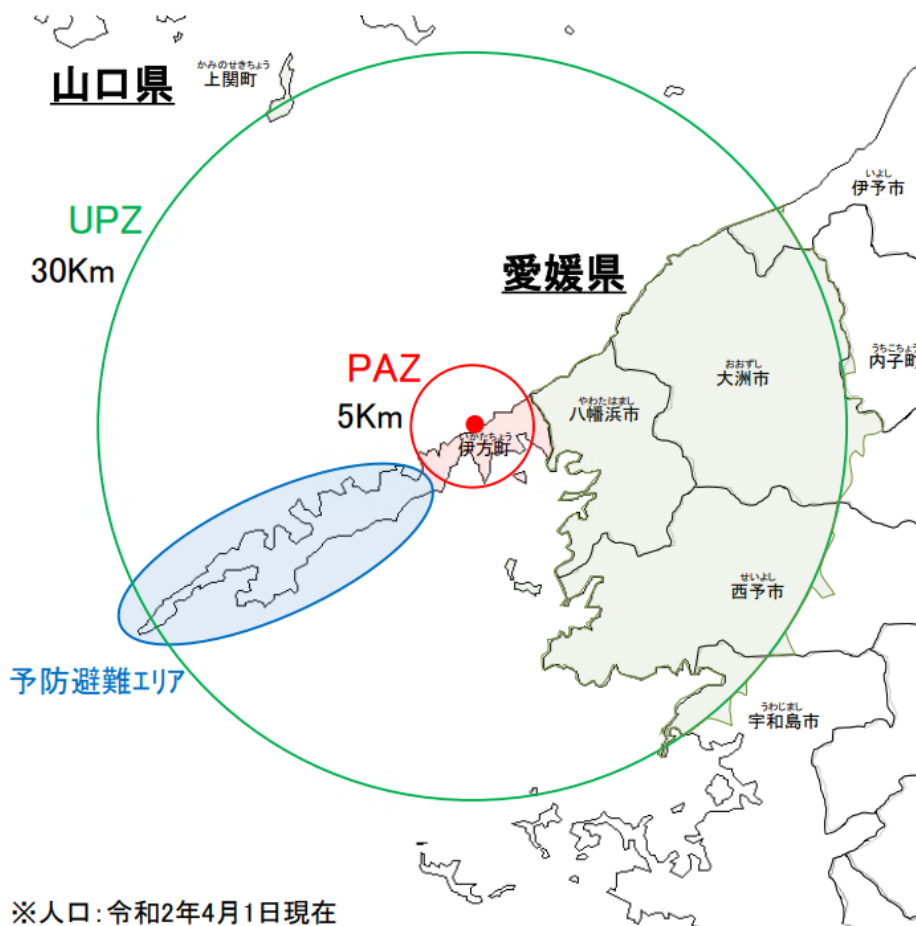 かみのせきちょう
上関町
山口県
UPZ
30Km
いよし
伊予市
愛媛県
うちこちょう
内子町
PAZ
5Km
おおずし
大洲市
やわたはまし
八幡浜市
いかたちょう
伊方町
せいよし
西予市
予防避難エリア
うわじまし
宇和島市
※人口:令和2年4月1日現在